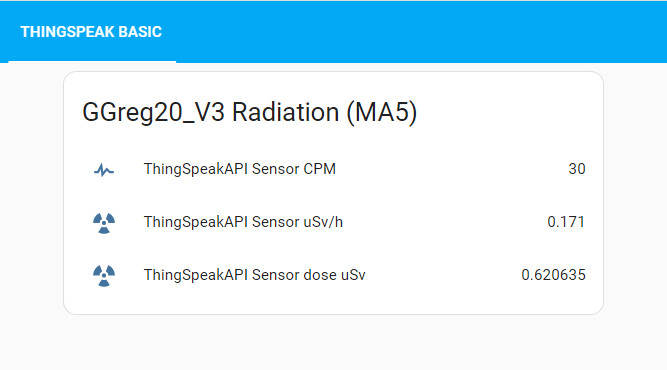 THINGSPEAK BASIC
GGreg20_V3 Radiation (MA5)
ThingSpeakAPI Sensor CPM 30
ThingSpeakAPI Sensor uSv/h 0.171
ThingSpeakAPI Sensor dose uSv 0.620635